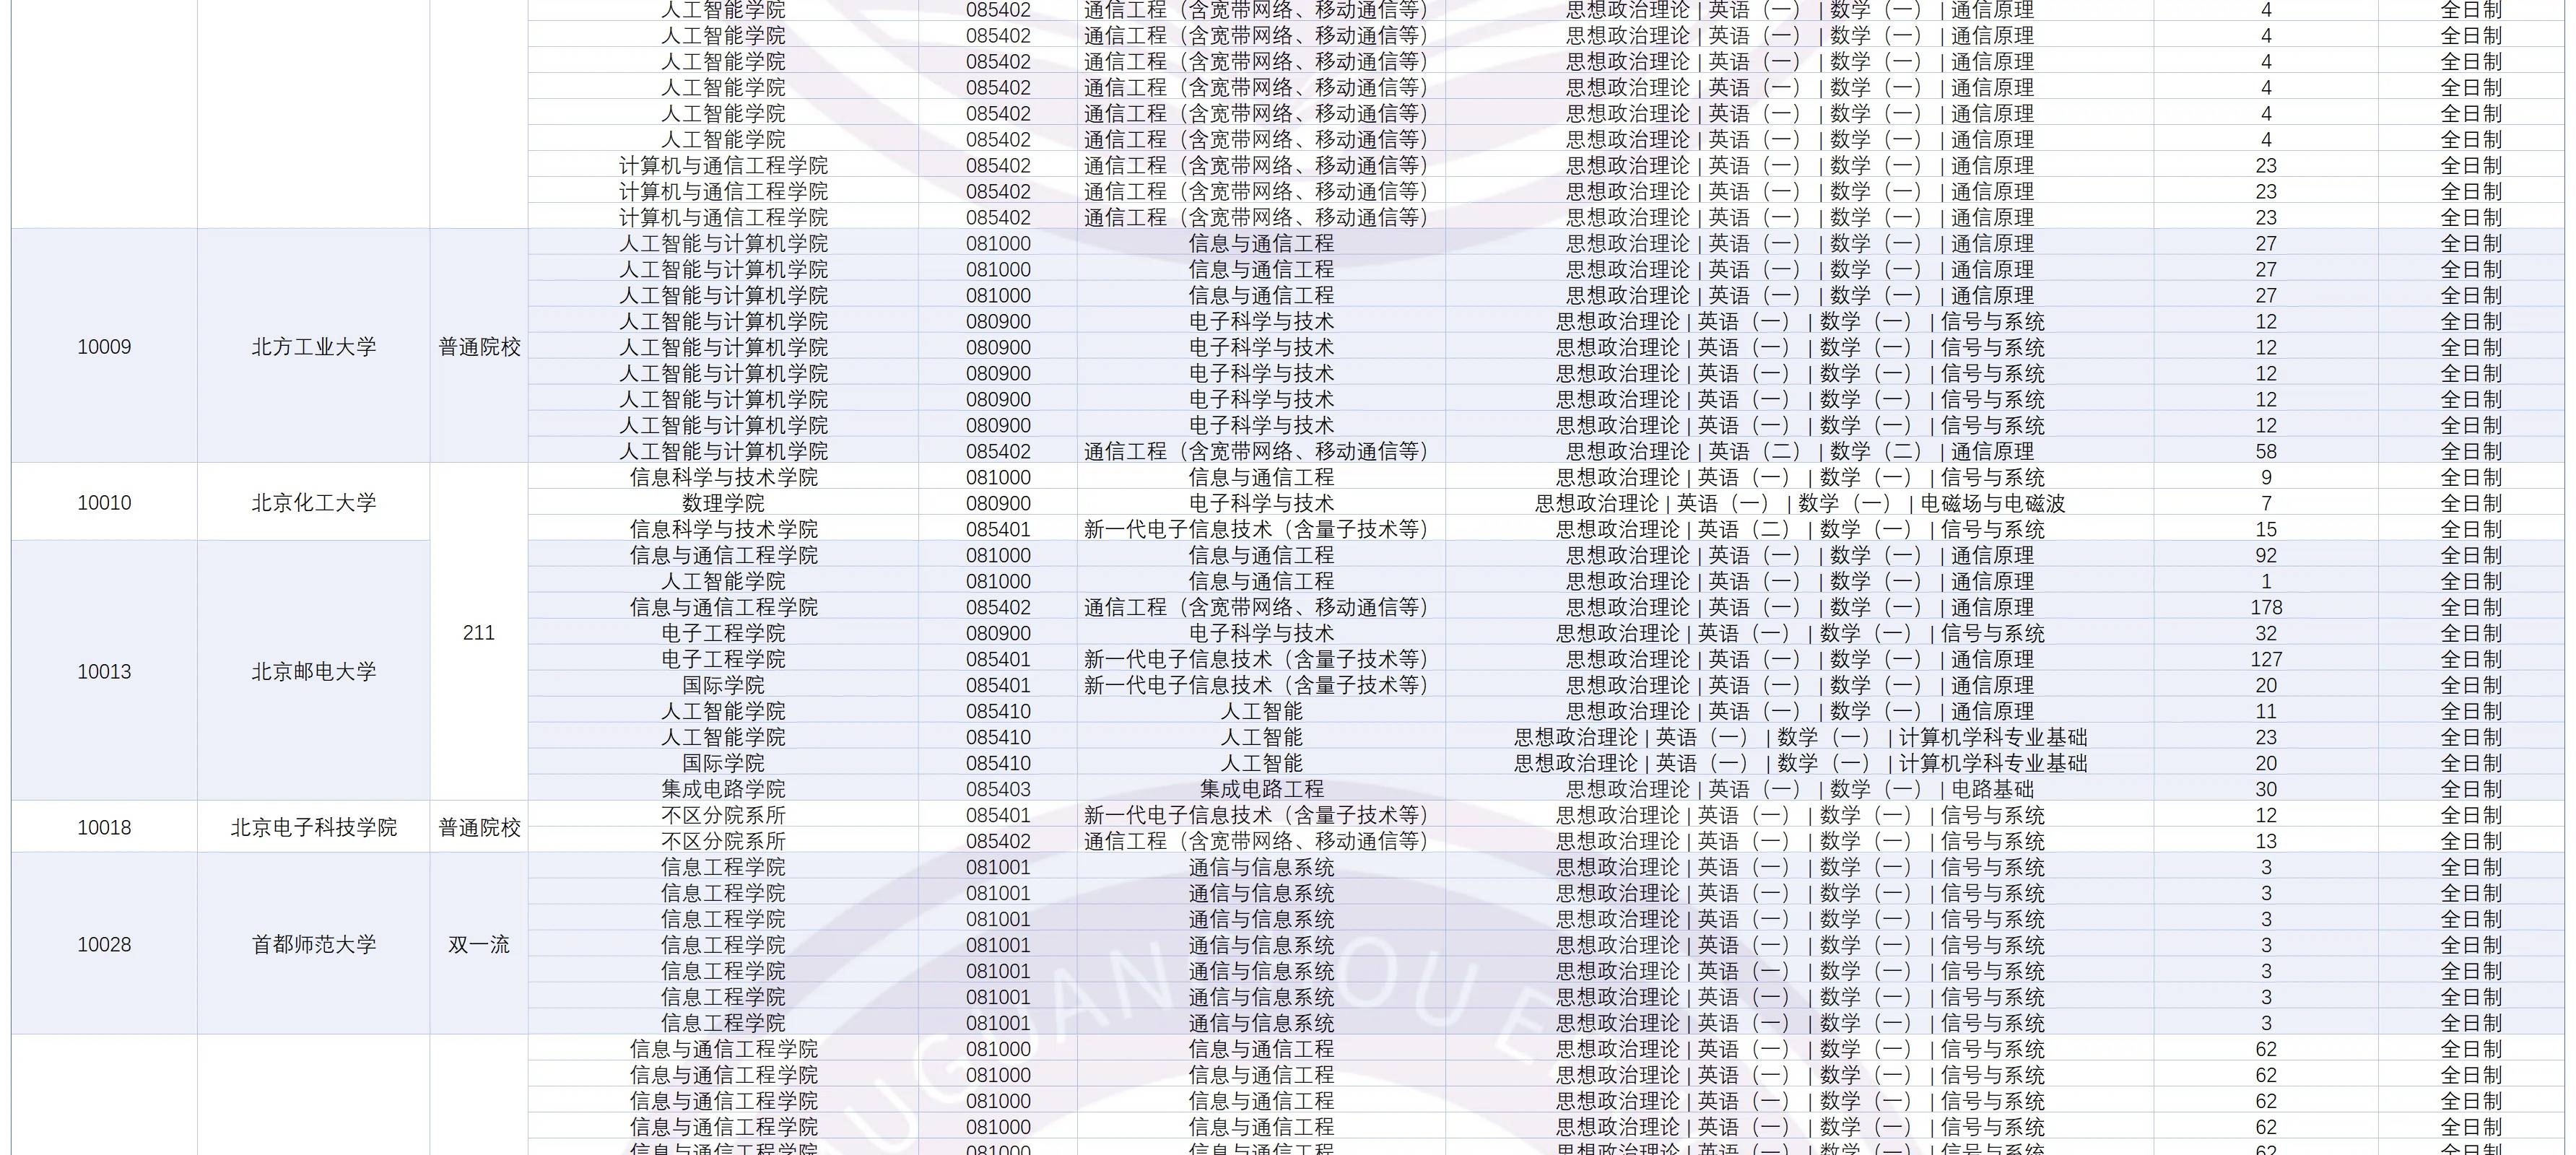 人工智能学院 085402 通信工程（含宽带网络、移动通信等） 思想政治理论 | 英语（一） | 数学（一） | 通信原理 4 全日制
人工智能学院 085402 通信工程（含宽带网络、移动通信等） 思想政治理论 | 英语（一） | 数学（一） | 通信原理 4 全日制
人工智能学院 085402 通信工程（含宽带网络、移动通信等） 思想政治理论 | 英语（一） | 数学（一） | 通信原理 4 全日制
人工智能学院 085402 通信工程（含宽带网络、移动通信等） 思想政治理论 | 英语（一） | 数学（一） | 通信原理 4 全日制
人工智能学院 085402 通信工程（含宽带网络、移动通信等） 思想政治理论 | 英语（一） | 数学（一） | 通信原理 4 全日制
人工智能学院 085402 通信工程（含宽带网络、移动通信等） 思想政治理论 | 英语（一） | 数学（一） | 通信原理 4 全日制
计算机与通信工程学院 085402 通信工程（含宽带网络、移动通信等） 思想政治理论 | 英语（一） | 数学（一） | 通信原理 23 全日制
计算机与通信工程学院 085402 通信工程（含宽带网络、移动通信等） 思想政治理论 | 英语（一） | 数学（一） | 通信原理 23 全日制
计算机与通信工程学院 085402 通信工程（含宽带网络、移动通信等） 思想政治理论 | 英语（一） | 数学（一） | 通信原理 23 全日制
人工智能与计算机学院 081000 信息与通信工程 思想政治理论 | 英语（一） | 数学（一） | 通信原理 27 全日制
人工智能与计算机学院 081000 信息与通信工程 思想政治理论 | 英语（一） | 数学（一） | 通信原理 27 全日制
人工智能与计算机学院 081000 信息与通信工程 思想政治理论 | 英语（一） | 数学（一） | 通信原理 27 全日制
人工智能与计算机学院 080900 电子科学与技术 思想政治理论 | 英语（一） | 数学（一） | 信号与系统 12 全日制
10009 北方工业大学 普通院校 人工智能与计算机学院 080900 电子科学与技术 思想政治理论 | 英语（一） | 数学（一） | 信号与系统 12 全日制
人工智能与计算机学院 080900 电子科学与技术 思想政治理论 | 英语（一） | 数学（一） | 信号与系统 12 全日制
人工智能与计算机学院 080900 电子科学与技术 思想政治理论 | 英语（一） | 数学（一） | 信号与系统 12 全日制
人工智能与计算机学院 080900 电子科学与技术 思想政治理论 | 英语（一） | 数学（一） | 信号与系统 12 全日制
人工智能与计算机学院 085402 通信工程（含宽带网络、移动通信等） 思想政治理论 | 英语（二） | 数学（二） | 通信原理 58 全日制
信息科学与技术学院 081000 信息与通信工程 思想政治理论 | 英语（一） | 数学（一） | 信号与系统 9 全日制
10010 北京化工大学 数理学院 080900 电子科学与技术 思想政治理论 | 英语（一） | 数学（一） | 电磁场与电磁波 7 全日制
信息科学与技术学院 085401 新一代电子信息技术（含量子技术等） 思想政治理论 | 英语（二） | 数学（一） | 信号与系统 15 全日制
信息与通信工程学院 081000 信息与通信工程 思想政治理论 | 英语（一） | 数学（一） | 通信原理 92 全日制
人工智能学院 081000 信息与通信工程 思想政治理论 | 英语（一） | 数学（一） | 通信原理 1 全日制
信息与通信工程学院 085402 通信工程（含宽带网络、移动通信等） 思想政治理论 | 英语（一） | 数学（一） | 通信原理 178 全日制
211 电子工程学院 080900 电子科学与技术 思想政治理论 | 英语（一） | 数学（一） | 信号与系统 32 全日制
电子工程学院 085401 新一代电子信息技术（含量子技术等） 思想政治理论 | 英语（一） | 数学（一） | 通信原理 127 全日制
10013 北京邮电大学 国际学院 085401 新一代电子信息技术（含量子技术等） 思想政治理论 | 英语（一） | 数学（一） | 通信原理 20 全日制
人工智能学院 085410 人工智能 思想政治理论 | 英语（一） | 数学（一） | 通信原理 11 全日制
人工智能学院 085410 人工智能 思想政治理论 | 英语（一） | 数学（一） | 计算机学科专业基础 23 全日制
国际学院 085410 人工智能 思想政治理论 | 英语（一） | 数学（一） | 计算机学科专业基础 20 全日制
集成电路学院 085403 集成电路工程 思想政治理论 | 英语（一） | 数学（一） | 电路基础 30 全日制
10018 北京电子科技学院 普通院校 不区分院系所 085401 新一代电子信息技术（含量子技术等） 思想政治理论 | 英语（一） | 数学（一） | 信号与系统 12 全日制
不区分院系所 085402 通信工程（含宽带网络、移动通信等） 思想政治理论 | 英语（一） | 数学（一） | 信号与系统 13 全日制
信息工程学院 081001 通信与信息系统 思想政治理论 | 英语（一） | 数学（一） | 信号与系统 3 全日制
信息工程学院 081001 通信与信息系统 思想政治理论 | 英语（一） | 数学（一） | 信号与系统 3 全日制
信息工程学院 081001 通信与信息系统 思想政治理论 | 英语（一） | 数学（一） | 信号与系统 3 全日制
10028 首都师范大学 双一流 信息工程学院 081001 通信与信息系统 思想政治理论 | 英语（一） | 数学（一） | 信号与系统 3 全日制
信息工程学院 081001 通信与信息系统 思想政治理论 | 英语（一） | 数学（一） | 信号与系统 3 全日制
信息工程学院 081001 通信与信息系统 思想政治理论 | 英语（一） | 数学（一） | 信号与系统 3 全日制
信息工程学院 081001 通信与信息系统 思想政治理论 | 英语（一） | 数学（一） | 信号与系统 3 全日制
信息与通信工程学院 081000 信息与通信工程 思想政治理论 | 英语（一） | 数学（一） | 信号与系统 62 全日制
信息与通信工程学院 081000 信息与通信工程 思想政治理论 | 英语（一） | 数学（一） | 信号与系统 62 全日制
信息与通信工程学院 081000 信息与通信工程 思想政治理论 | 英语（一） | 数学（一） | 信号与系统 62 全日制
信息与通信工程学院 081000 信息与通信工程 思想政治理论 | 英语（一） | 数学（一） | 信号与系统 62 全日制
信息与通信工程学院 081000 信息与通信工程 思想政治理论 | 英语（一） | 数学（一） | 信号与系统 62 全日制